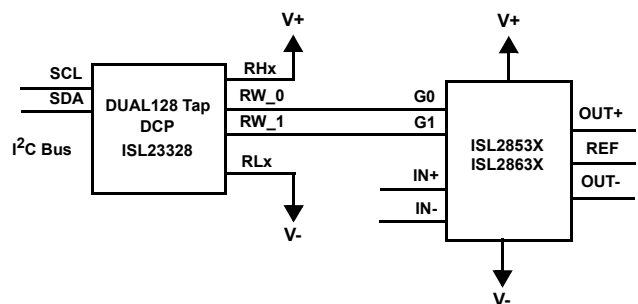 V+
V+
RHx
SCL
DUAL128 Tap
RW_0
G0
SDA
DCP
OUT+
RW_1
G1
ISL2853X
ISL23328
REF
ISL2863X
I²C Bus
RLx
IN+
OUT-
IN-
V-
V-